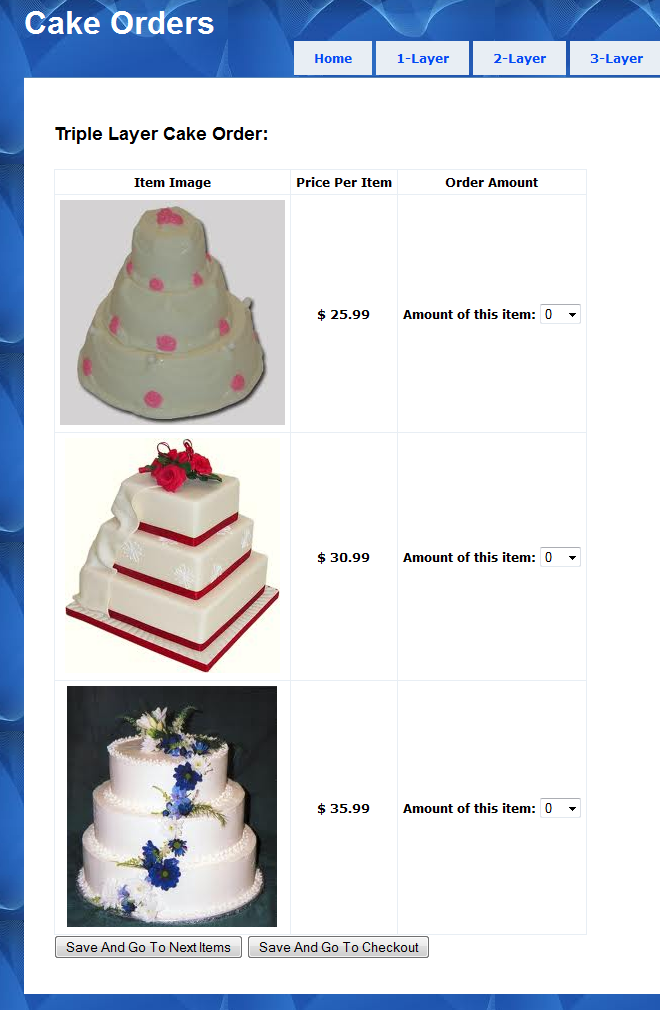 Cake Orders
Home 1-Layer 2-Layer 3-Layer
Triple Layer Cake Order:
Item Image Price Per Item Order Amount
$ 25.99 Amount of this item: 0
$ 30.99 Amount of this item: 0
$ 35.99 Amount of this item: 0
Save And Go To Next Items Save And Go To Checkout